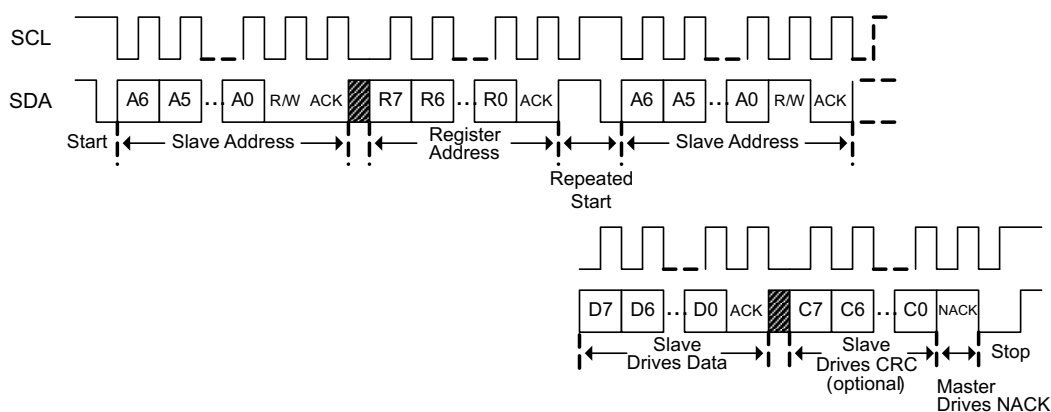 SCL
SDA
A6 A5 ... A0 R/W ACK R7 R6 ... R0 ACK A6 A5 ... A0 R/W ACK
Start
Slave Address
Register
Address
Repeated
Start
Slave Address
D7 D6 ... D0 ACK C7 C6 ... C0 NACK
Slave
Drives Data
Slave
Drives CRC
(optional)
Master
Drives NACK
Stop